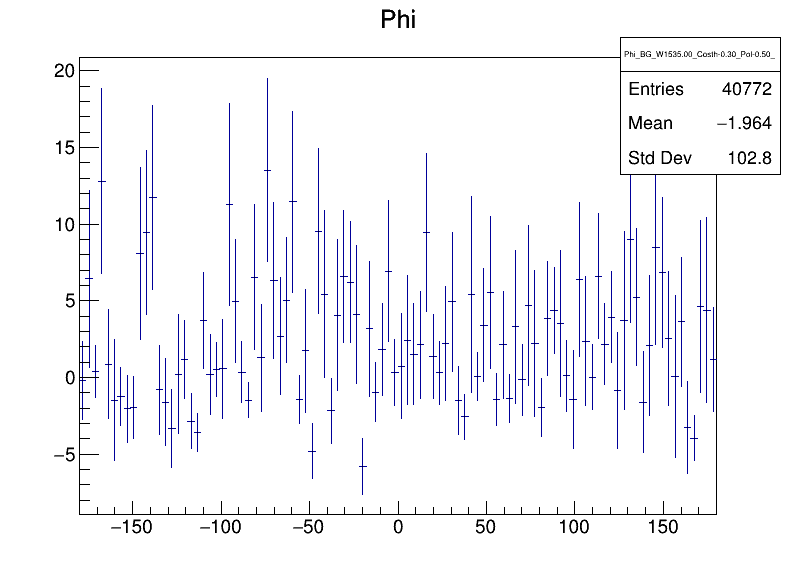 Phi
Phi_BG_W1535.00_Costh-0.30_Pol-0.50_
Entries 40772
Mean −1.964
Std Dev 102.8
20
15
10
5
0
−5
−150 −100 −50 0 50 100 150